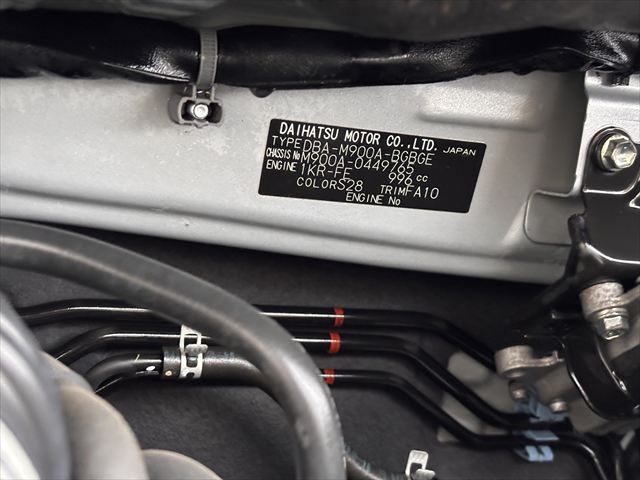 DAIHATSU MOTOR CO.,LTD. JAPAN
TYPE DBA-M900A-BGBGE
CHASSIS No M900A-0449765
ENGINE 1KR-FE 996 cc
COLOR S28 TRIM FA10
ENGINE No